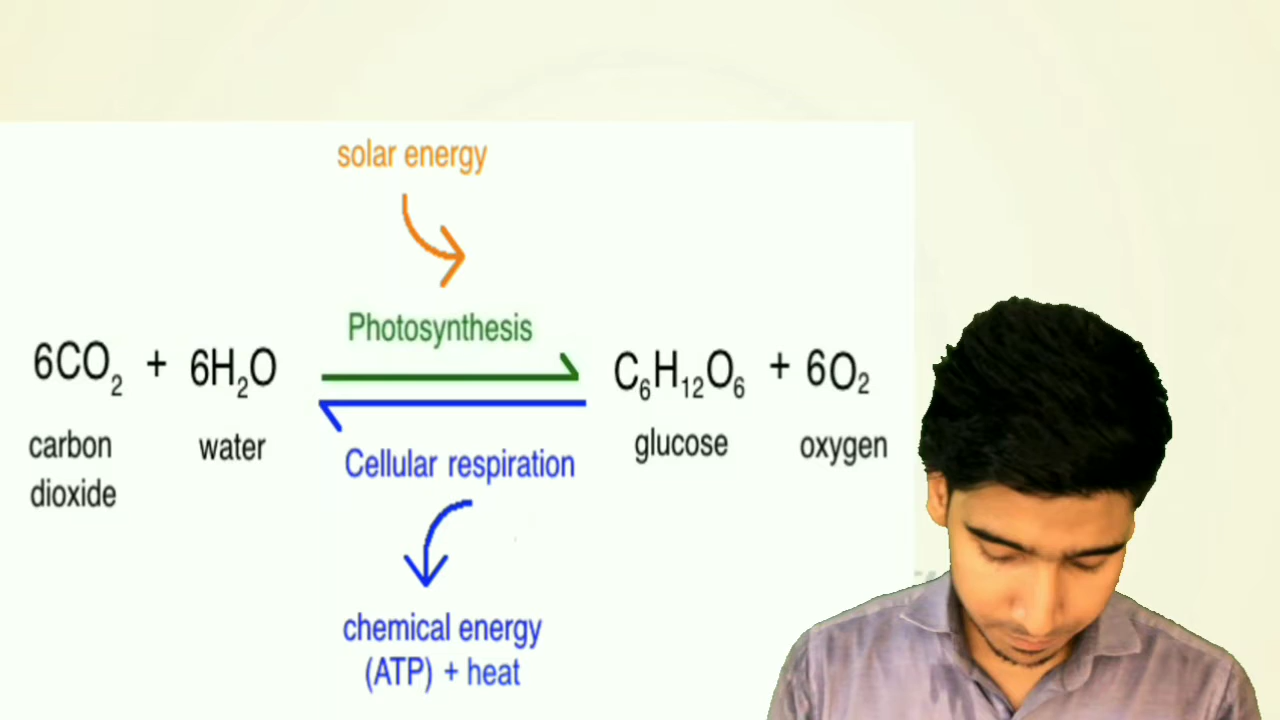 solar energy
Photosynthesis
6CO₂ + 6H₂O C₆H₁₂O₆ + 6O₂
carbon dioxide water glucose oxygen
Cellular respiration
chemical energy
(ATP) + heat